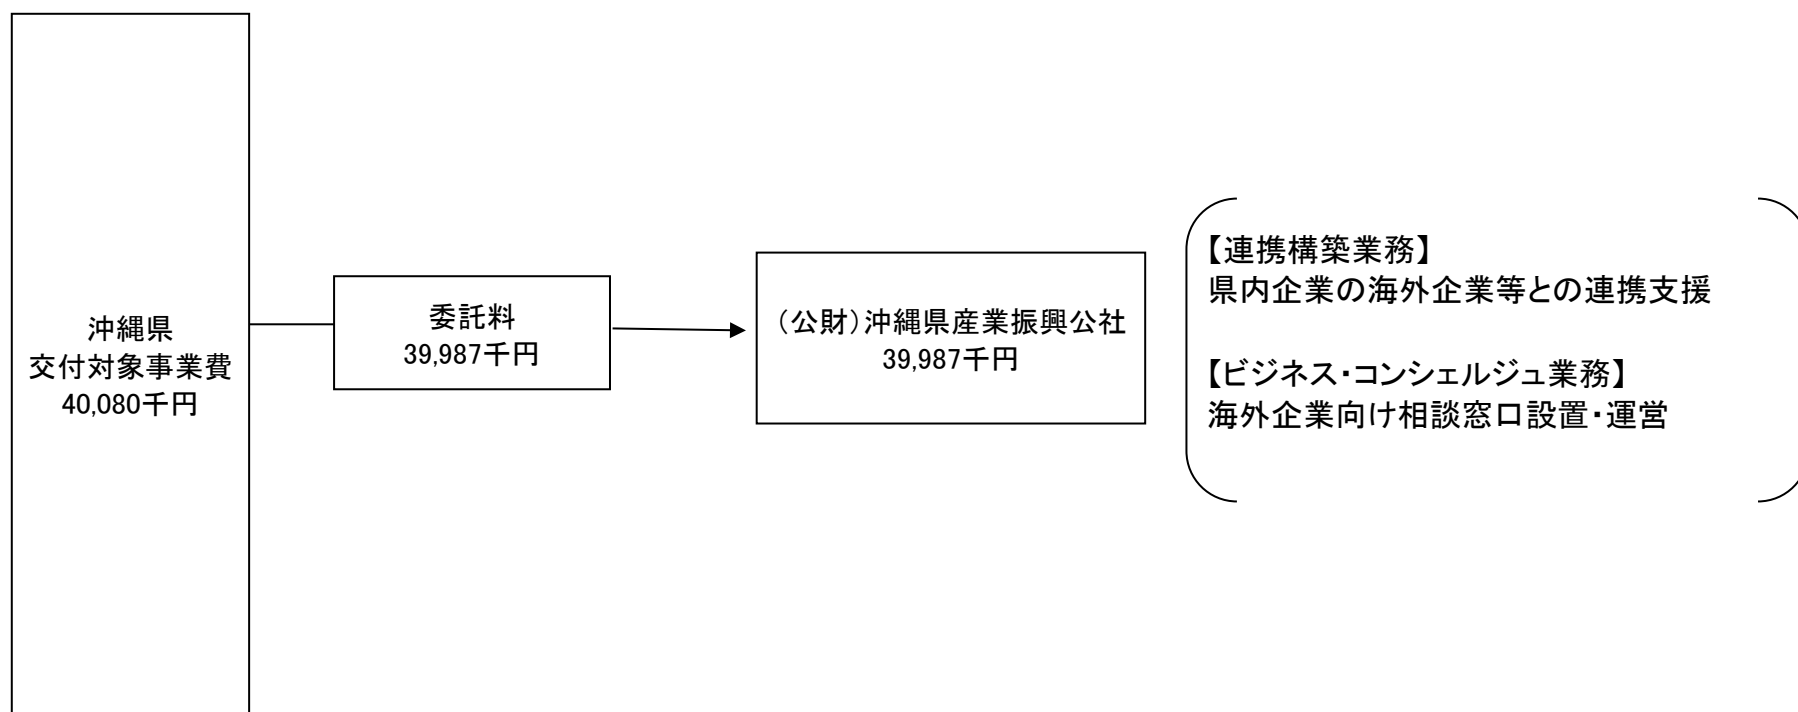 沖縄県
交付対象事業費
40,080千円
委託料
39,987千円
（公財）沖縄県産業振興公社
39,987千円
【連携構築業務】
県内企業の海外企業等との連携支援
【ビジネス・コンシェルジュ業務】
海外企業向け相談窓口設置・運営